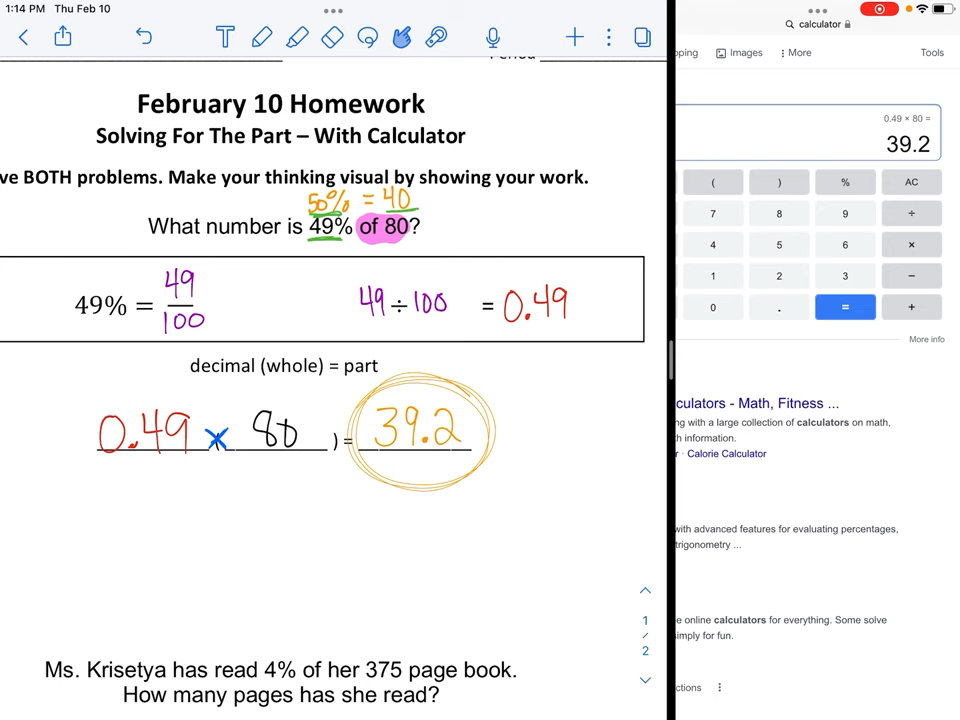 1:14 PM Thu Feb 10
calculator
Period
pping Images More Tools
February 10 Homework
Solving For The Part – With Calculator
ve BOTH problems. Make your thinking visual by showing your work.
50% = 40
What number is 49% of 80?
49% = 49/100 49 ÷ 100 = 0.49
decimal (whole) = part
0.49 × ( 80 ) = 39.2
1
/
2
Ms. Krisetya has read 4% of her 375 page book.
How many pages has she read?
0.49 × 80 =
39.2
( ) % AC
7 8 9 ÷
4 5 6 ×
1 2 3 −
0 . = +
More info
culators - Math, Fitness ...
ng with a large collection of calculators on math,
h information.
r · Calorie Calculator
with advanced features for evaluating percentages,
trigonometry ...
e online calculators for everything. Some solve
simply for fun.
ctions